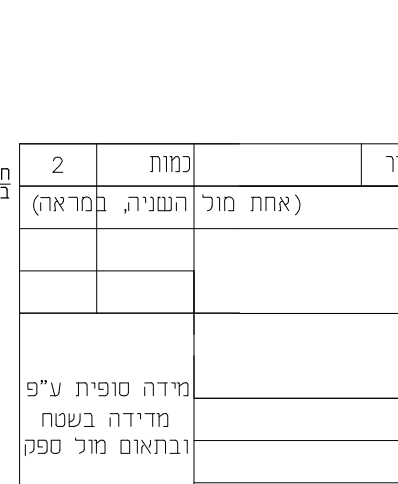 כמות 2
(אחת מול השניה, במראה)
מידה סופית ע"פ
מדידה בשטח
ובתאום מול ספק